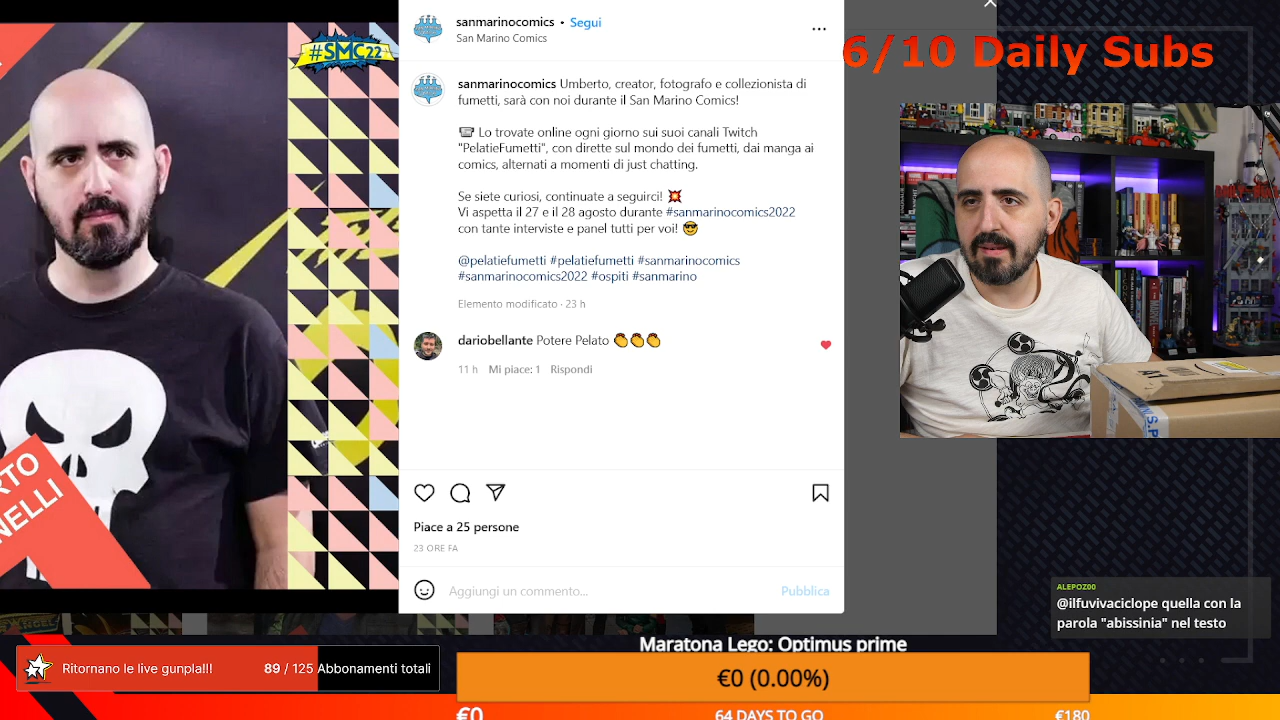 #SMC22
RTO
NELLI
sanmarinocomics • Segui
San Marino Comics
sanmarinocomics Umberto, creator, fotografo e collezionista di
fumetti, sarà con noi durante il San Marino Comics!
Lo trovate online ogni giorno sui suoi canali Twitch
"PelatieFumetti", con dirette sul mondo dei fumetti, dai manga ai
comics, alternati a momenti di just chatting.
Se siete curiosi, continuate a seguirci! 💥
Vi aspetta il 27 e il 28 agosto durante #sanmarinocomics2022
con tante interviste e panel tutti per voi! 😎
@pelatiefumetti #pelatiefumetti #sanmarinocomics
#sanmarinocomics2022 #ospiti #sanmarino
Elemento modificato · 23 h
dariobellante Potere Pelato 👏👏👏
11 h Mi piace: 1 Rispondi
Piace a 25 persone
23 ORE FA
Aggiungi un commento... Pubblica
6/10 Daily Subs
ALEPOZ00
@ilfuvivaciclope quella con la
parola "abissinia" nel testo
Ritornano le live gunpla!!! 89 / 125 Abbonamenti totali
Maratona Lego: Optimus prime
€0 (0.00%)
€0 64 DAYS TO GO €180